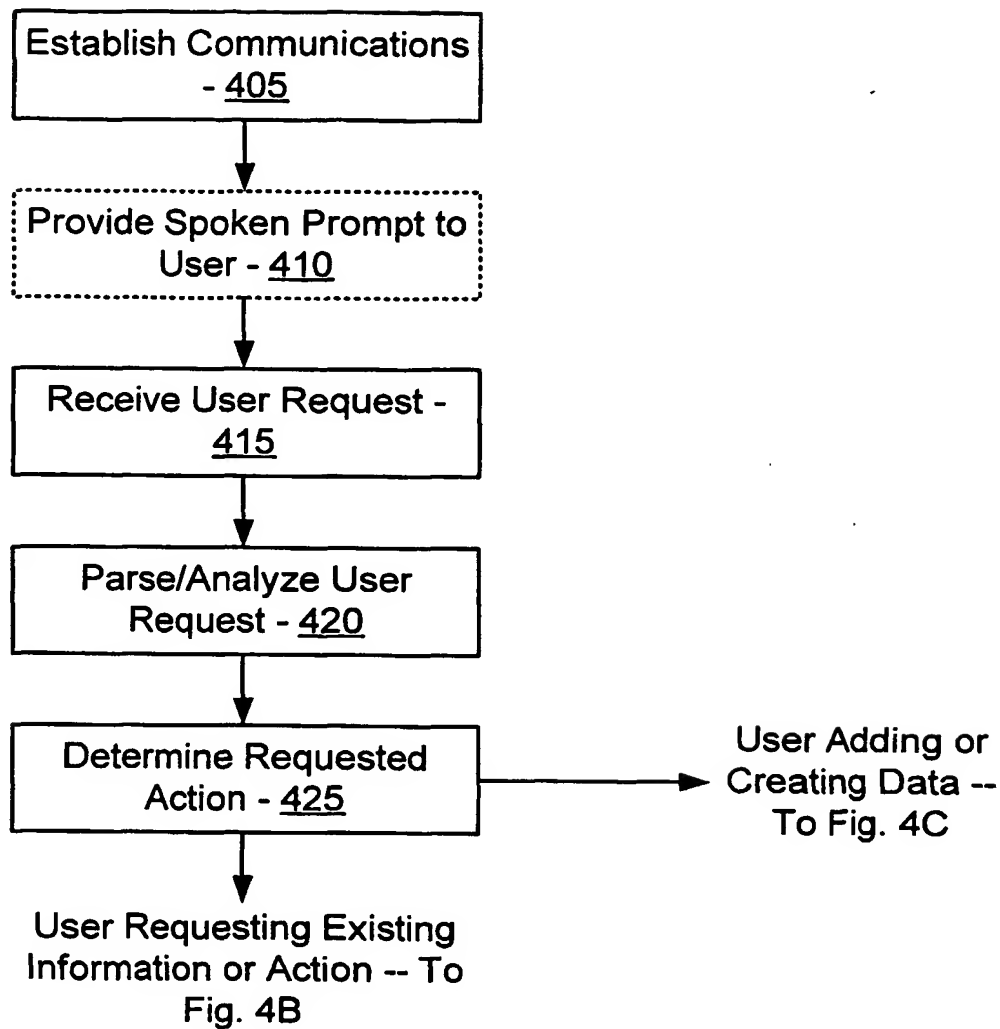 Establish Communications
- 405
Provide Spoken Prompt to
User - 410
Receive User Request -
415
Parse/Analyze User
Request - 420
Determine Requested
Action - 425
User Adding or
Creating Data --
To Fig. 4C
User Requesting Existing
Information or Action -- To
Fig. 4B